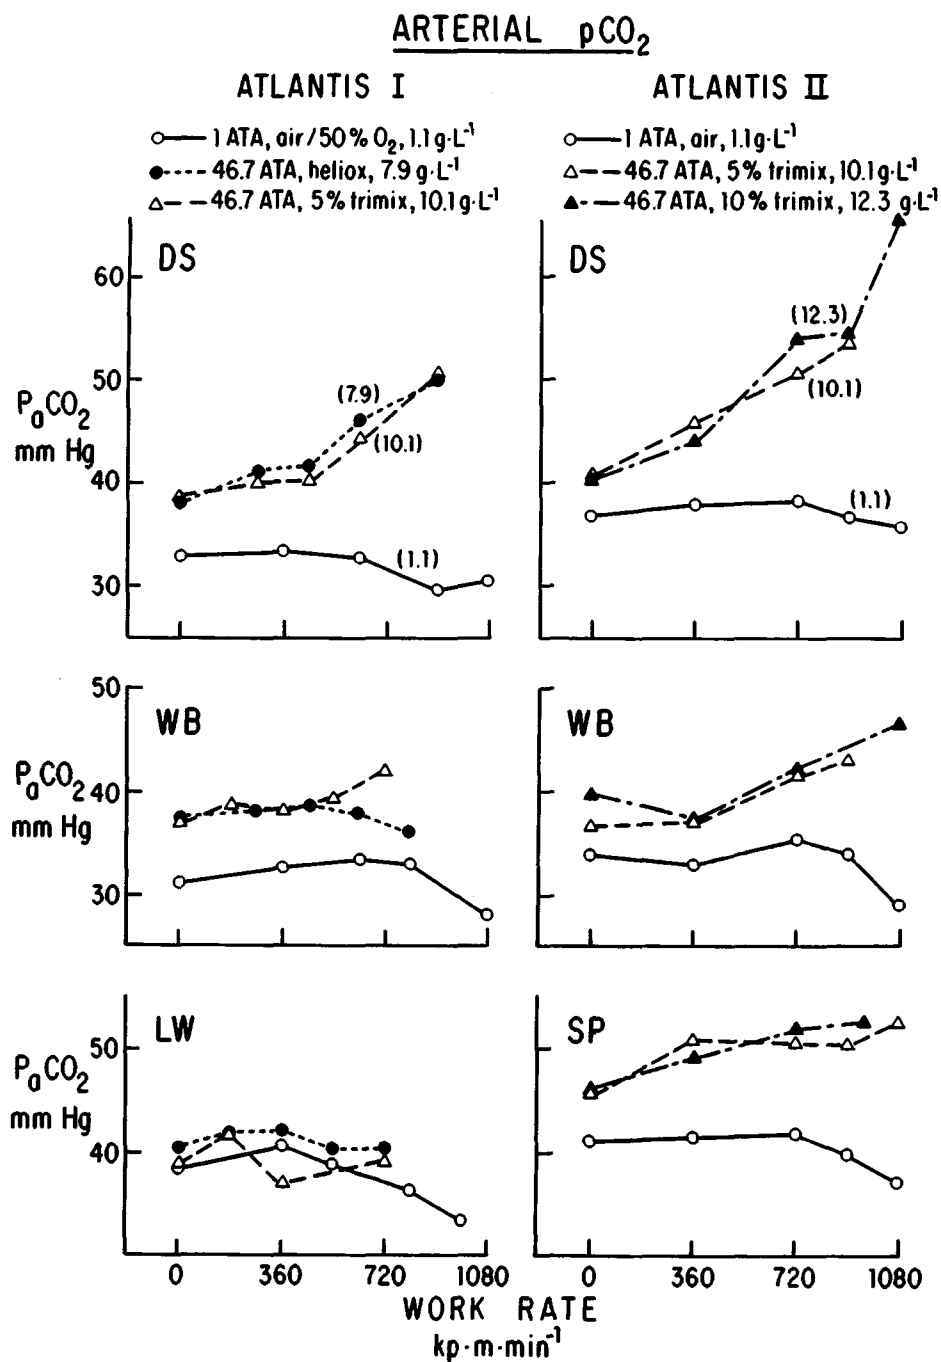 ARTERIAL pCO₂
ATLANTIS I
1 ATA, air/50% O₂, 1.1 g·L⁻¹
46.7 ATA, heliox, 7.9 g·L⁻¹
46.7 ATA, 5% trimix, 10.1 g·L⁻¹
ATLANTIS II
1 ATA, air, 1.1 g·L⁻¹
46.7 ATA, 5% trimix, 10.1 g·L⁻¹
46.7 ATA, 10% trimix, 12.3 g·L⁻¹
DS
60
50
40
30
PaCO₂
mm Hg
(7.9)
(10.1)
(1.1)
DS
(12.3)
(10.1)
(1.1)
WB
50
40
30
PaCO₂
mm Hg
WB
LW
50
40
PaCO₂
mm Hg
SP
0 360 720 1080
0 360 720 1080
WORK RATE
kp·m·min⁻¹